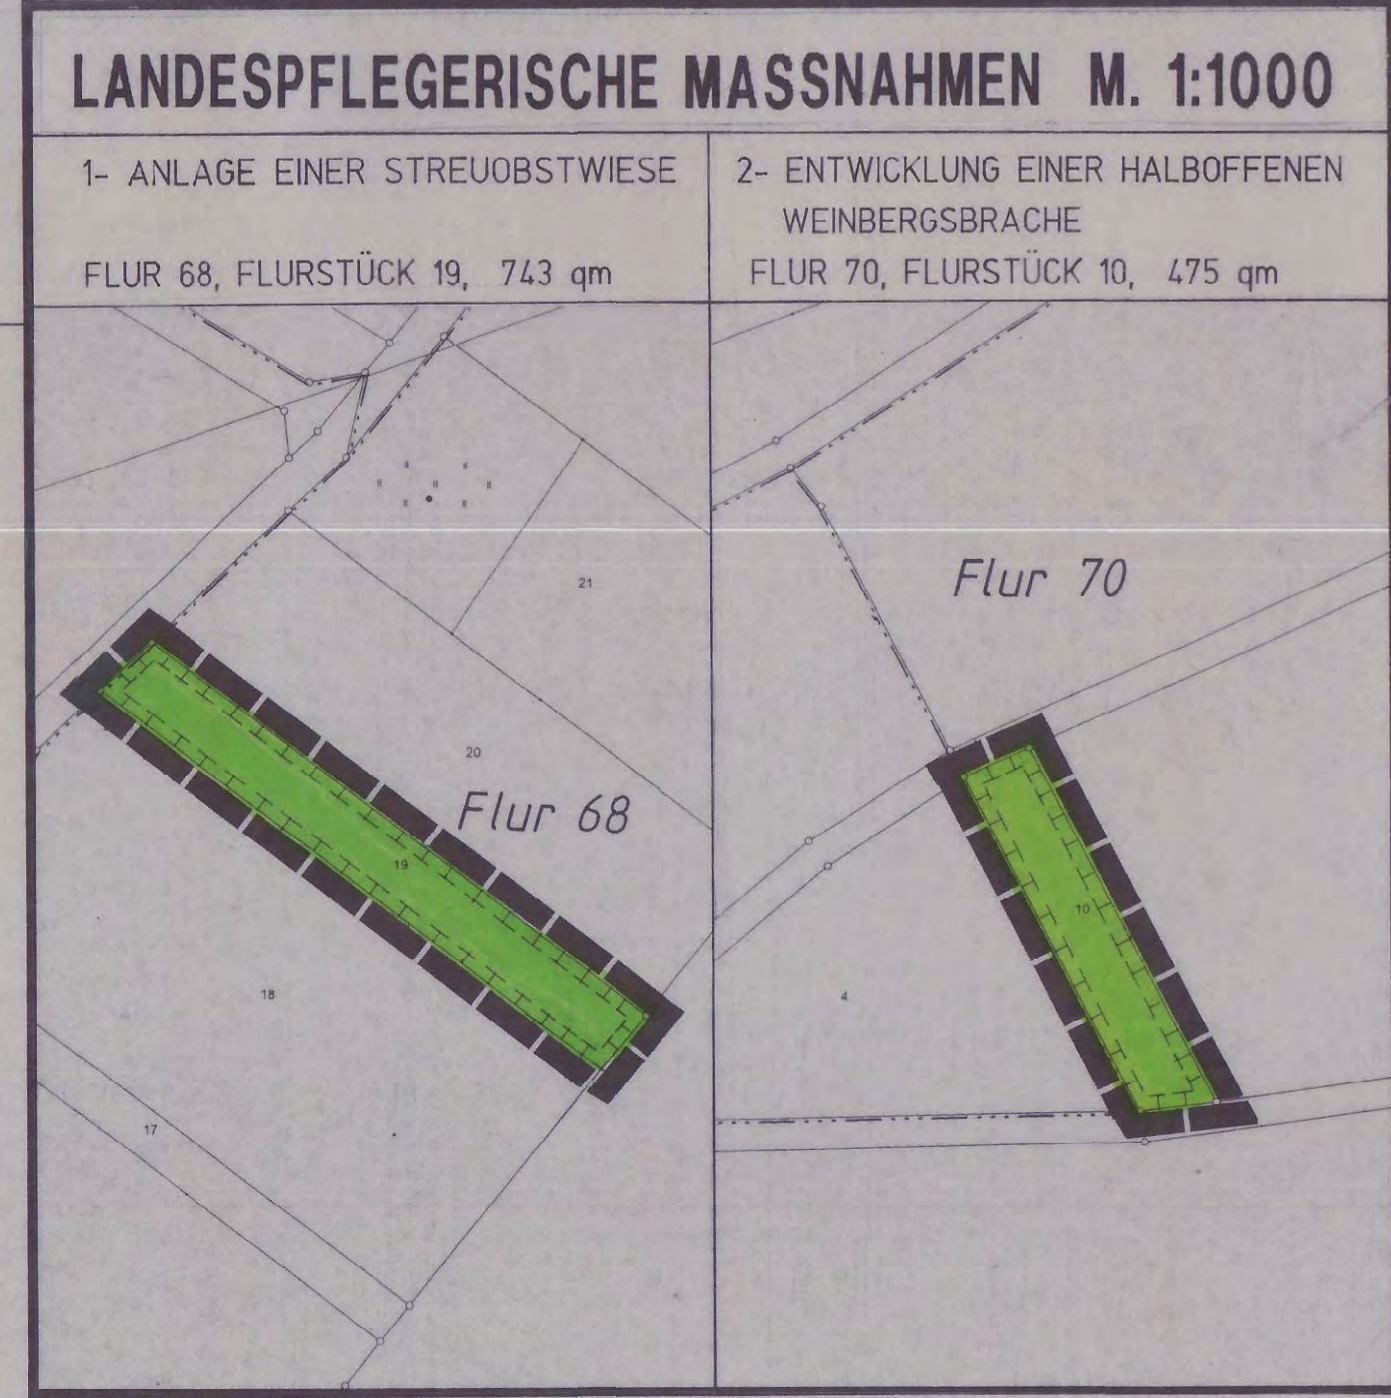 LANDESPFLEGERISCHE MASSNAHMEN M. 1:1000
1- ANLAGE EINER STREUOBSTWIESE
FLUR 68, FLURSTÜCK 19, 743 qm
2- ENTWICKLUNG EINER HALBOFFENEN
WEINBERGSBRACHE
FLUR 70, FLURSTÜCK 10, 475 qm
21
20
Flur 68
19
18
17
Flur 70
10
4